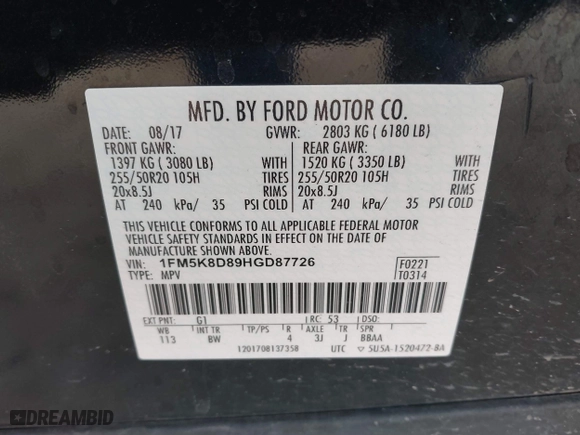 MFD. BY FORD MOTOR CO.
DATE: 08/17 GVWR: 2803 KG ( 6180 LB)
FRONT GAWR: REAR GAWR:
1397 KG ( 3080 LB) WITH 1520 KG ( 3350 LB) WITH
255/50R20 105H TIRES 255/50R20 105H TIRES
20x8.5J RIMS 20x8.5J RIMS
AT 240 kPa/ 35 PSI COLD AT 240 kPa/ 35 PSI COLD
THIS VEHICLE CONFORMS TO ALL APPLICABLE FEDERAL MOTOR
VEHICLE SAFETY STANDARDS IN EFFECT ON THE DATE OF
MANUFACTURE SHOWN ABOVE.
VIN: 1FM5K8D89HGD87726 F0221
TYPE: MPV T0314
EXT PNT: G1 RC: 53 DSO:
WB INT TR TP/PS R AXLE TR SPR
113 BW 4 3J J BBAA
1201708137358 UTC 5U5A-1520472-BA
DREAMBID